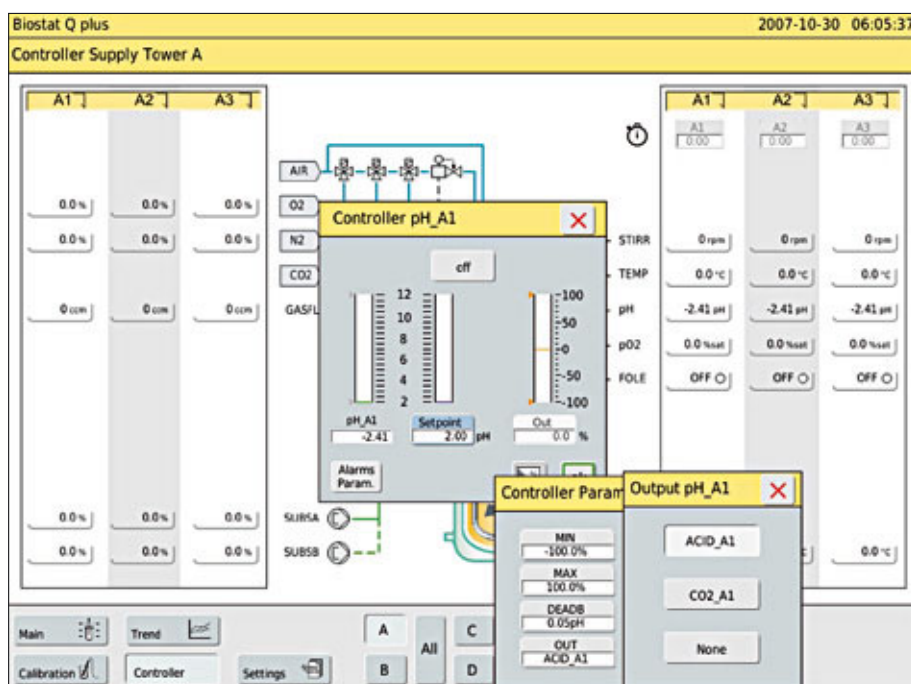 Biostat Q plus 2007-10-30 06:05:37
Controller Supply Tower A
A1 A2 A3
A1 A2 A3
A1 A2 A3
0.00 0.00 0.00
AIR
0.0 % 0.0 % 0.0 % O2
0.0 % 0.0 % 0.0 % N2
CO2
0 ccm 0 ccm 0 ccm GASFL
STIRR 0 rpm 0 rpm 0 rpm
TEMP 0.0 °C 0.0 °C 0.0 °C
pH -2.41 pH -2.41 pH -2.41 pH
pO2 0.0 %sat 0.0 %sat 0.0 %sat
FOLE OFF OFF OFF
Controller pH_A1
off
12 100
10 50
8
6 0
4 -50
2 -100
pH_A1 Setpoint Out
-2.41 2.00 pH 0.0 %
Alarms
Param.
0.0 % 0.0 % 0.0 % SUBSA
0.0 % 0.0 % 0.0 % SUBSB
°C 0.0 °C
Controller Param
MIN
-100.0%
MAX
100.0%
DEADB
0.05pH
OUT
ACID_A1
Output pH_A1
ACID_A1
CO2_A1
None
Main Trend A All C
Calibration Controller Settings B D